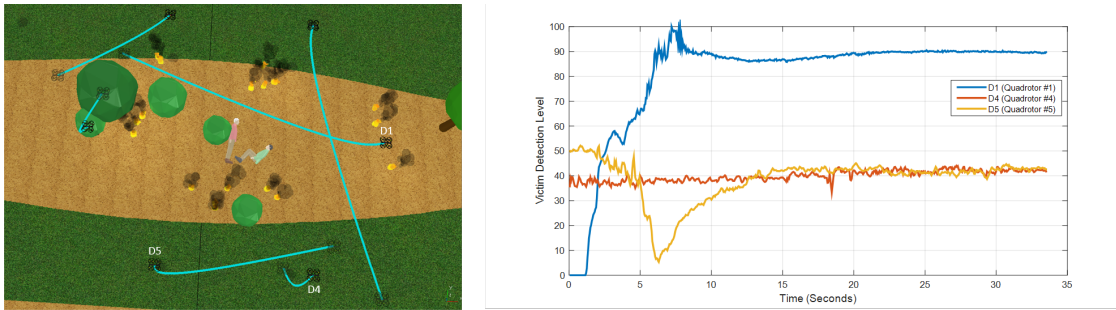 D1
D5
D4
100
90
80
70
60
50
40
30
20
10
0
Victim Detection Level
D1 (Quadrotor #1)
D4 (Quadrotor #4)
D5 (Quadrotor #5)
0 5 10 15 20 25 30 35
Time (Seconds)